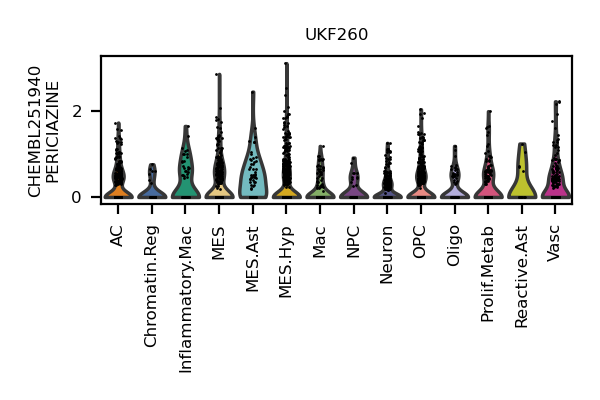 UKF260
CHEMBL251940
PERICIAZINE
2
0
AC
Chromatin.Reg
Inflammatory.Mac
MES
MES.Ast
MES.Hyp
Mac
NPC
Neuron
OPC
Oligo
Prolif.Metab
Reactive.Ast
Vasc